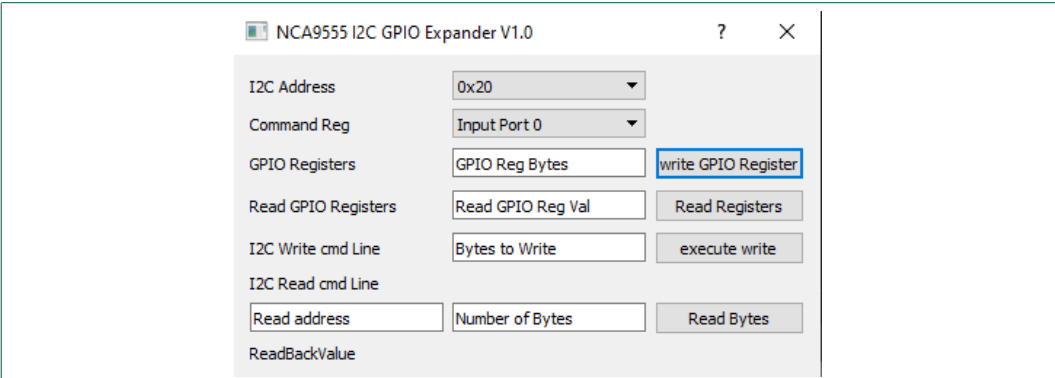 NCA9555 I2C GPIO Expander V1.0 ? ×
I2C Address 0x20
Command Reg Input Port 0
GPIO Registers GPIO Reg Bytes write GPIO Register
Read GPIO Registers Read GPIO Reg Val Read Registers
I2C Write cmd Line Bytes to Write execute write
I2C Read cmd Line
Read address Number of Bytes Read Bytes
ReadBackValue